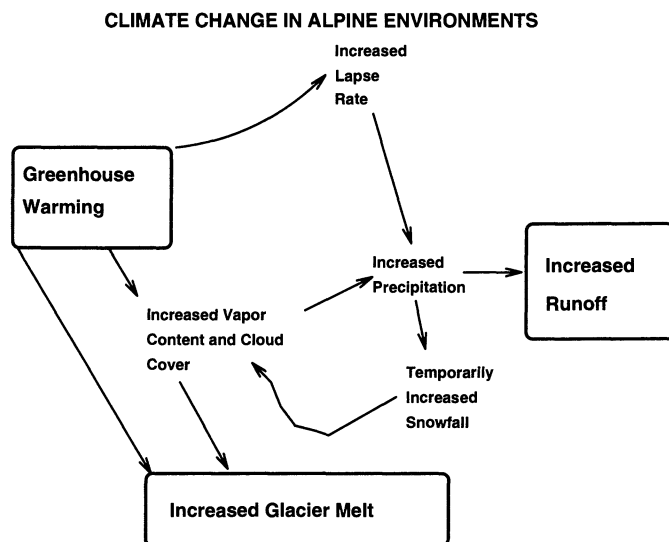 CLIMATE CHANGE IN ALPINE ENVIRONMENTS
Increased
Lapse
Rate
Greenhouse
Warming
Increased
Precipitation
Increased
Runoff
Increased Vapor
Content and Cloud
Cover
Temporarily
Increased
Snowfall
Increased Glacier Melt